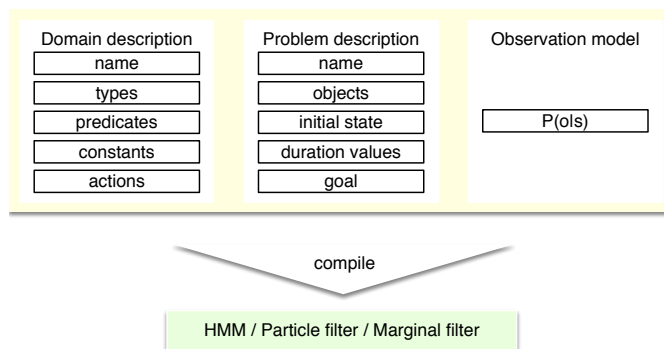 Domain description
name
types
predicates
constants
actions
Problem description
name
objects
initial state
duration values
goal
Observation model
P(o|s)
compile
HMM / Particle filter / Marginal filter